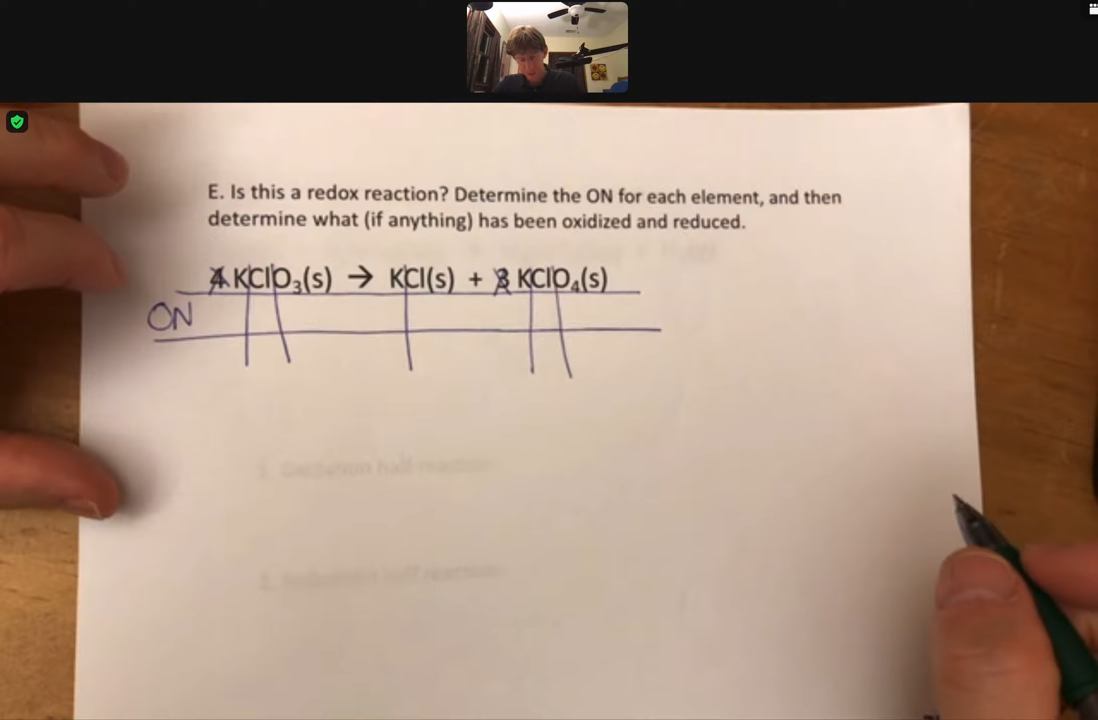 E. Is this a redox reaction? Determine the ON for each element, and then
determine what (if anything) has been oxidized and reduced.
4 KClO₃(s) → KCl(s) + 3 KClO₄(s)
ON